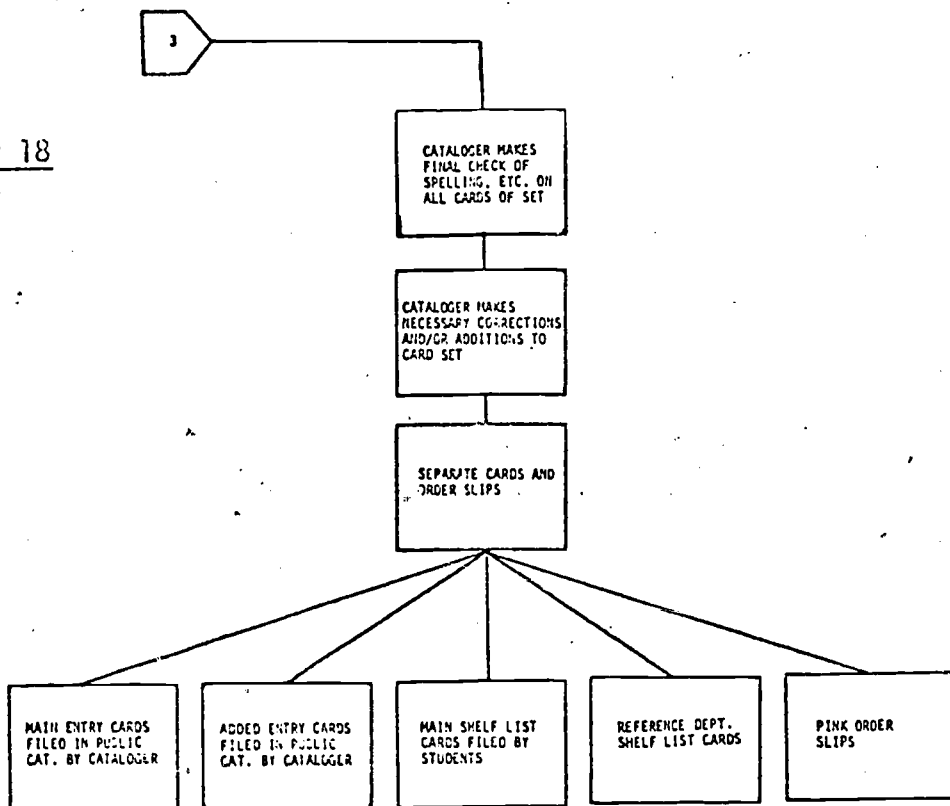 3
18
CATALOGER MAKES
FINAL CHECK OF
SPELLING, ETC. ON
ALL CARDS OF SET
CATALOGER MAKES
NECESSARY CORRECTIONS
AND/OR ADDITIONS TO
CARD SET
SEPARATE CARDS AND
ORDER SLIPS
MAIN ENTRY CARDS
FILED IN PUBLIC
CAT. BY CATALOGER
ADDED ENTRY CARDS
FILED IN PUBLIC
CAT. BY CATALOGER
MAIN SHELF LIST
CARDS FILED BY
STUDENTS
REFERENCE DEPT.
SHELF LIST CARDS
PINK ORDER
SLIPS